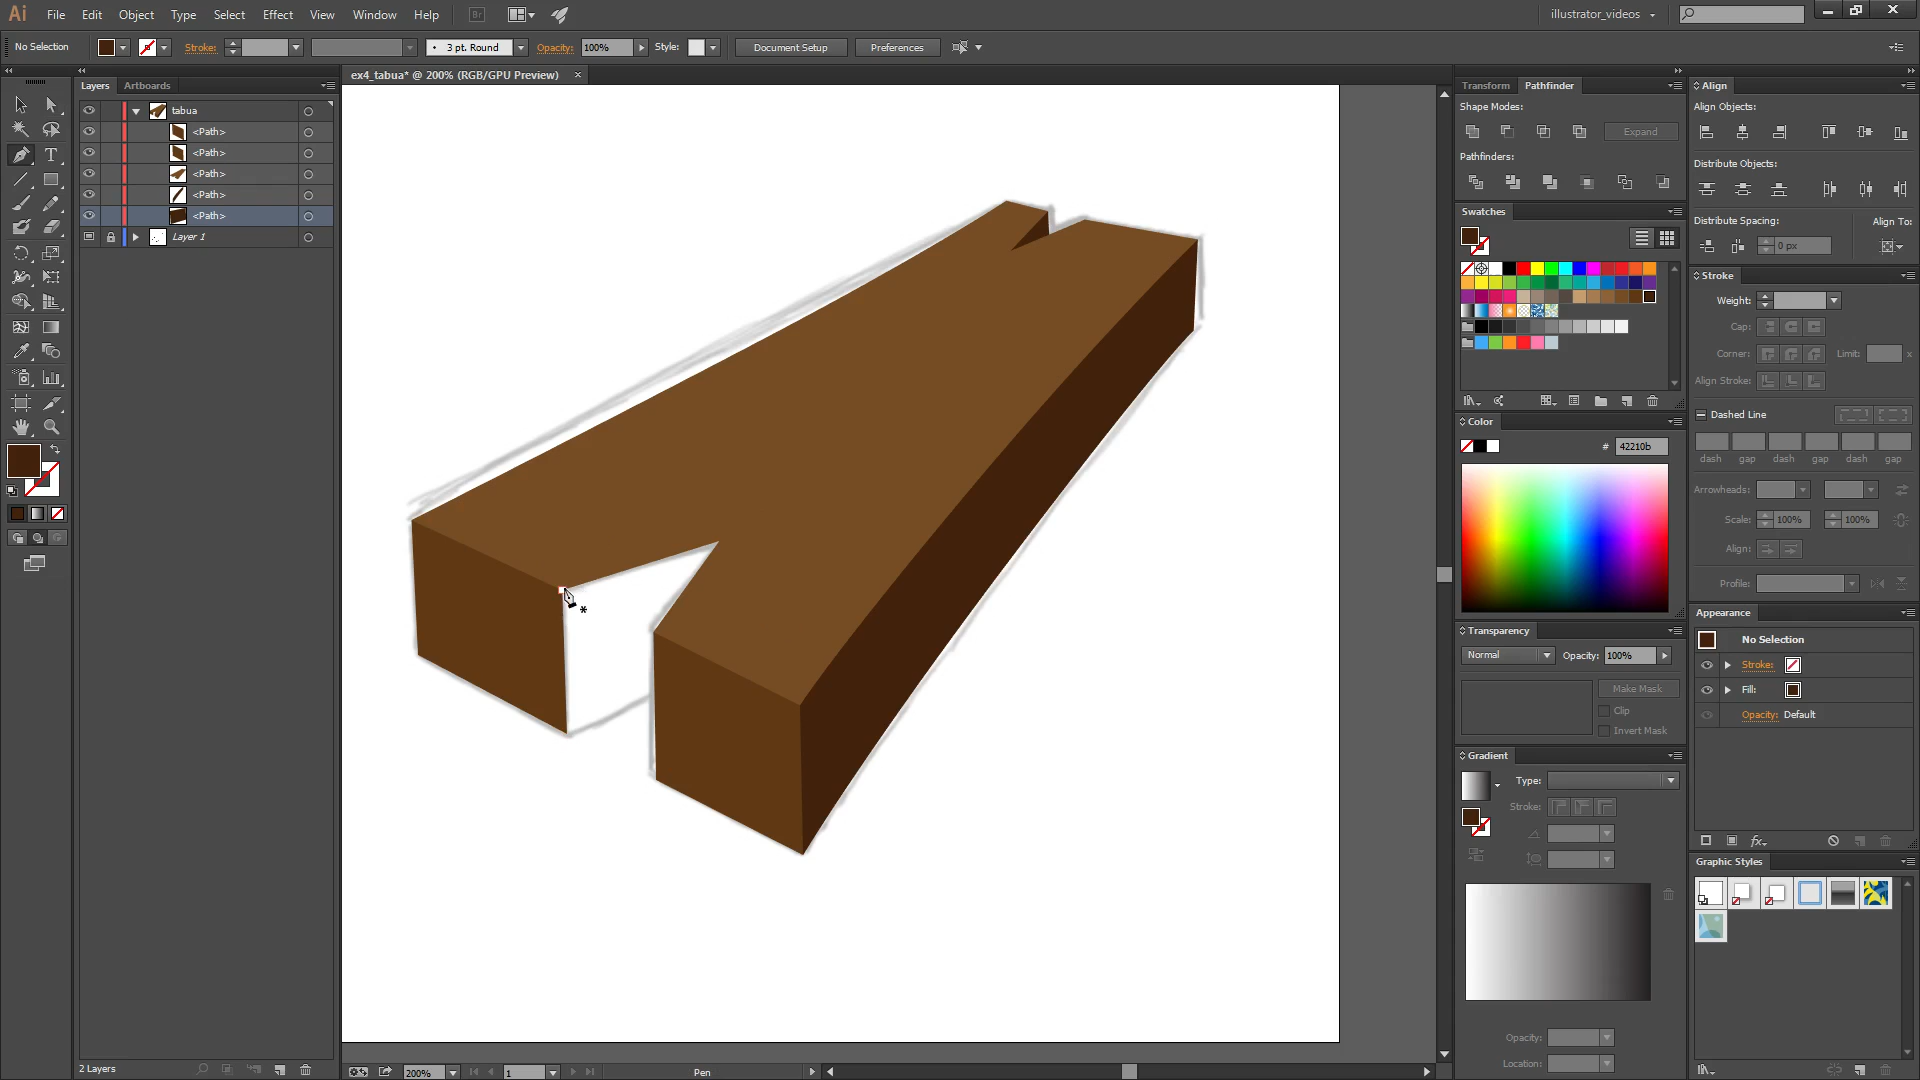 Ai File Edit Object Type Select Effect View Window Help Br illustrator_videos
No Selection Stroke: 3 pt. Round Opacity: 100% Style: Document Setup Preferences
Layers Artboards
ex4_tabua* @ 200% (RGB/GPU Preview)
tabua
<Path>
<Path>
<Path>
<Path>
<Path>
Layer 1
2 Layers
200%
1
Pen
Transform Pathfinder
Shape Modes:
Expand
Pathfinders:
Swatches
Color
# 42210b
Transparency
Normal Opacity: 100%
Make Mask
Clip
Invert Mask
Gradient
Type:
Stroke:
Opacity:
Location:
Align
Align Objects:
Distribute Objects:
Distribute Spacing: Align To:
0 px
Stroke
Weight:
Cap:
Corner: Limit: x
Align Stroke:
Dashed Line
dash gap dash gap dash gap
Arrowheads:
Scale: 100% 100%
Align:
Profile:
Appearance
No Selection
Stroke:
Fill:
Opacity: Default
fx
Graphic Styles